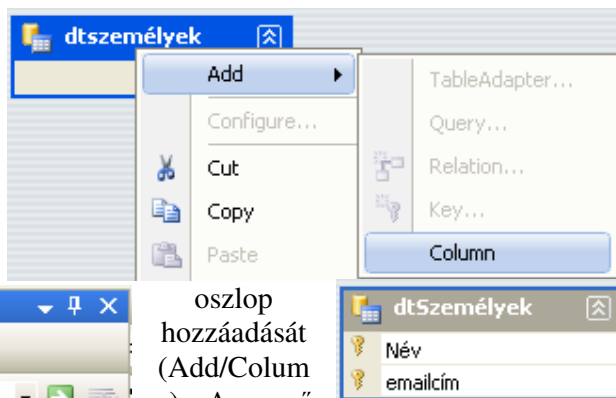 dtszemélyek
Add
Configure...
Cut
Copy
Paste
TableAdapter...
Query...
Relation...
Key...
Column
oszlop
hozzáadását
(Add/Colum
dtSzemélyek
Név
emailcím